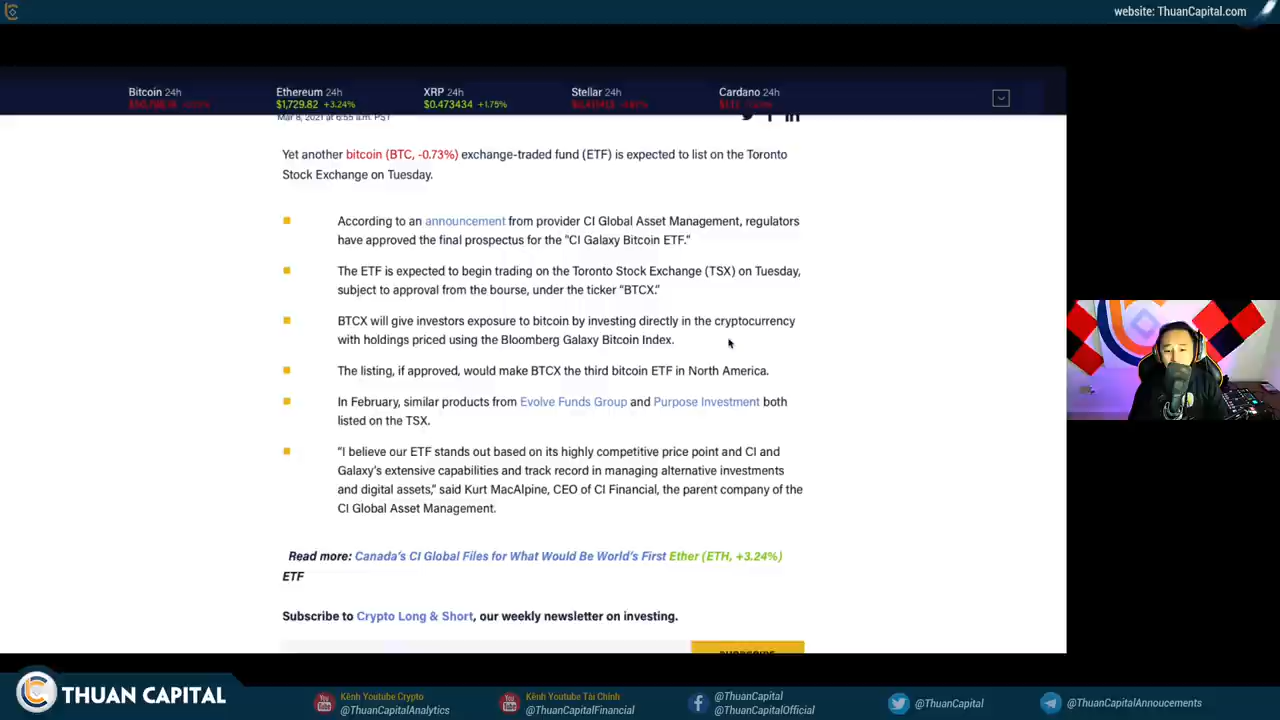 website: ThuanCapital.com
Bitcoin 24h
Ethereum 24h
$1,729.82 +3.24%
XRP 24h
$0.473434 +1.75%
Stellar 24h
Cardano 24h
Mar 8, 2021 at 6:55 a.m. PST
Yet another bitcoin (BTC, -0.73%) exchange-traded fund (ETF) is expected to list on the Toronto
Stock Exchange on Tuesday.
According to an announcement from provider CI Global Asset Management, regulators
have approved the final prospectus for the "CI Galaxy Bitcoin ETF."
The ETF is expected to begin trading on the Toronto Stock Exchange (TSX) on Tuesday,
subject to approval from the bourse, under the ticker “BTCX.”
BTCX will give investors exposure to bitcoin by investing directly in the cryptocurrency
with holdings priced using the Bloomberg Galaxy Bitcoin Index.
The listing, if approved, would make BTCX the third bitcoin ETF in North America.
In February, similar products from Evolve Funds Group and Purpose Investment both
listed on the TSX.
“I believe our ETF stands out based on its highly competitive price point and CI and
Galaxy’s extensive capabilities and track record in managing alternative investments
and digital assets,” said Kurt MacAlpine, CEO of CI Financial, the parent company of the
CI Global Asset Management.
Read more: Canada’s CI Global Files for What Would Be World’s First Ether (ETH, +3.24%)
ETF
Subscribe to Crypto Long & Short, our weekly newsletter on investing.
SUBSCRIBE
THUAN CAPITAL
Kênh Youtube Crypto
@ThuanCapitalAnalytics
Kênh Youtube Tài Chính
@ThuanCapitalFinancial
@ThuanCapital
@ThuanCapitalOfficial
@ThuanCapital
@ThuanCapitalAnnoucements